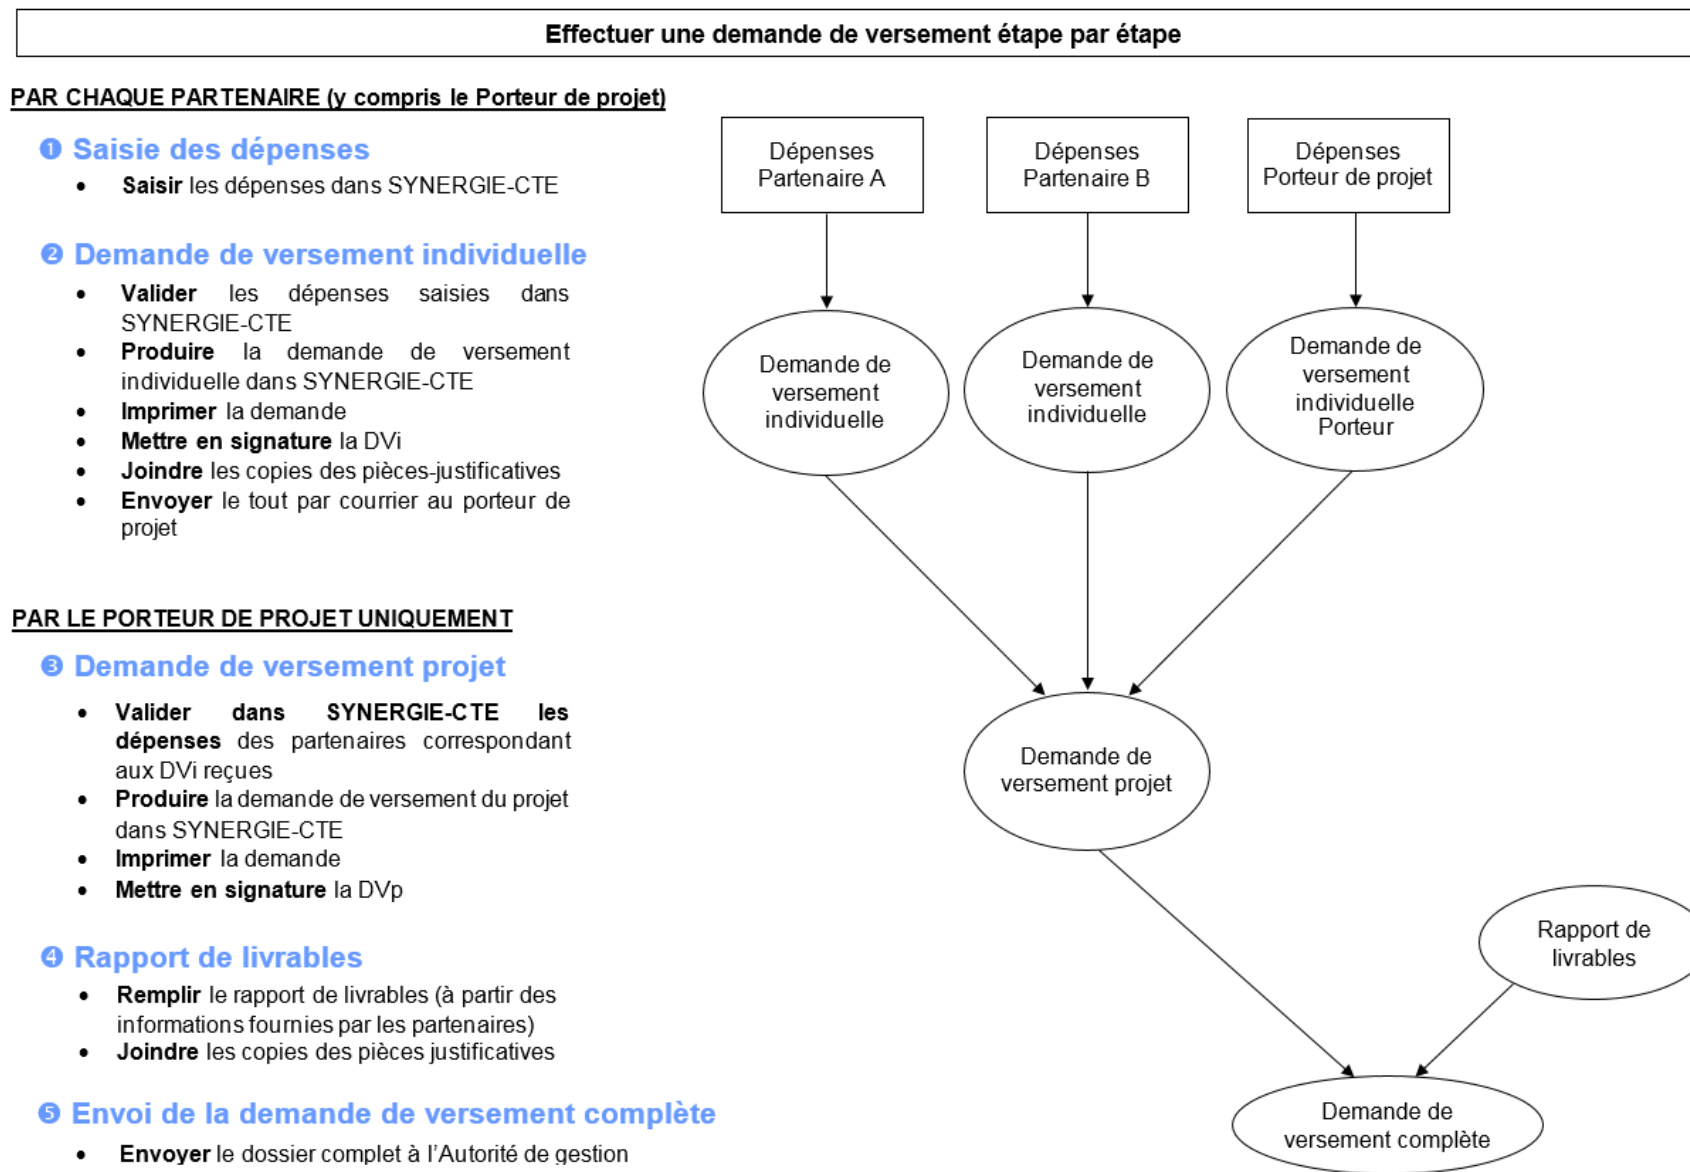 Effectuer une demande de versement étape par étape
PAR CHAQUE PARTENAIRE (y compris le Porteur de projet)
❶ Saisie des dépenses
• Saisir les dépenses dans SYNERGIE-CTE
❷ Demande de versement individuelle
• Valider les dépenses saisies dans
SYNERGIE-CTE
• Produire la demande de versement
individuelle dans SYNERGIE-CTE
• Imprimer la demande
• Mettre en signature la DVi
• Joindre les copies des pièces-justificatives
• Envoyer le tout par courrier au porteur de
projet
PAR LE PORTEUR DE PROJET UNIQUEMENT
❸ Demande de versement projet
• Valider dans SYNERGIE-CTE les
dépenses des partenaires correspondant
aux DVi reçues
• Produire la demande de versement du projet
dans SYNERGIE-CTE
• Imprimer la demande
• Mettre en signature la DVp
❹ Rapport de livrables
• Remplir le rapport de livrables (à partir des
informations fournies par les partenaires)
• Joindre les copies des pièces justificatives
❺ Envoi de la demande de versement complète
• Envoyer le dossier complet à l'Autorité de gestion
Dépenses
Partenaire A
Dépenses
Partenaire B
Dépenses
Porteur de projet
Demande de
versement
individuelle
Demande de
versement
individuelle
Demande de
versement
individuelle
Porteur
Demande de
versement projet
Rapport de
livrables
Demande de
versement complète